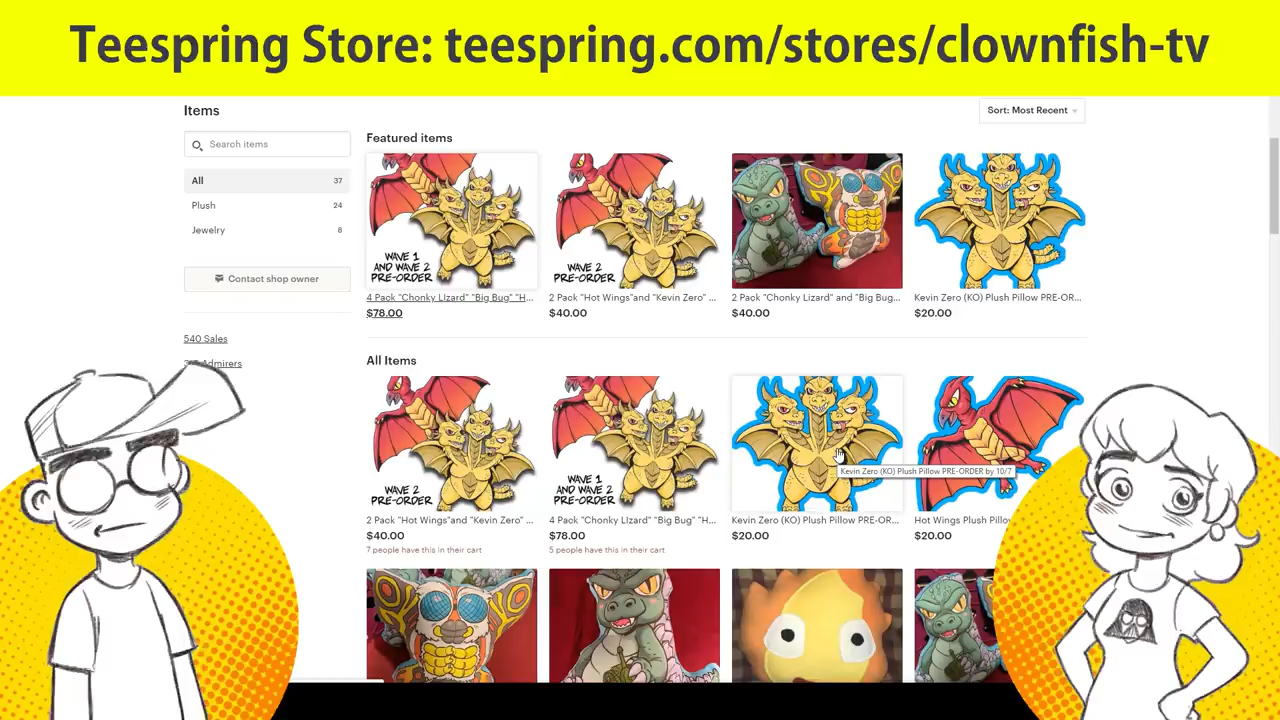 Teespring Store: teespring.com/stores/clownfish-tv
Items
Sort: Most Recent
Search items
All 37
Plush 24
Jewelry 8
Contact shop owner
540 Sales
Admirers
Featured items
WAVE 1
AND WAVE 2
PRE-ORDER
WAVE 2
PRE-ORDER
4 Pack "Chonky LIzard" "Big Bug" "H...
$78.00
2 Pack "Hot Wings"and "Kevin Zero" ...
$40.00
2 Pack "Chonky Lizard" and "Big Bug...
$40.00
Kevin Zero (KO) Plush Pillow PRE-OR...
$20.00
All Items
WAVE 2
PRE-ORDER
WAVE 1
AND WAVE 2
PRE-ORDER
Kevin Zero (KO) Plush Pillow PRE-ORDER by 10/7
2 Pack "Hot Wings"and "Kevin Zero" ...
$40.00
7 people have this in their cart
4 Pack "Chonky LIzard" "Big Bug" "H...
$78.00
5 people have this in their cart
Kevin Zero (KO) Plush Pillow PRE-OR...
$20.00
Hot Wings Plush Pillo
$20.00